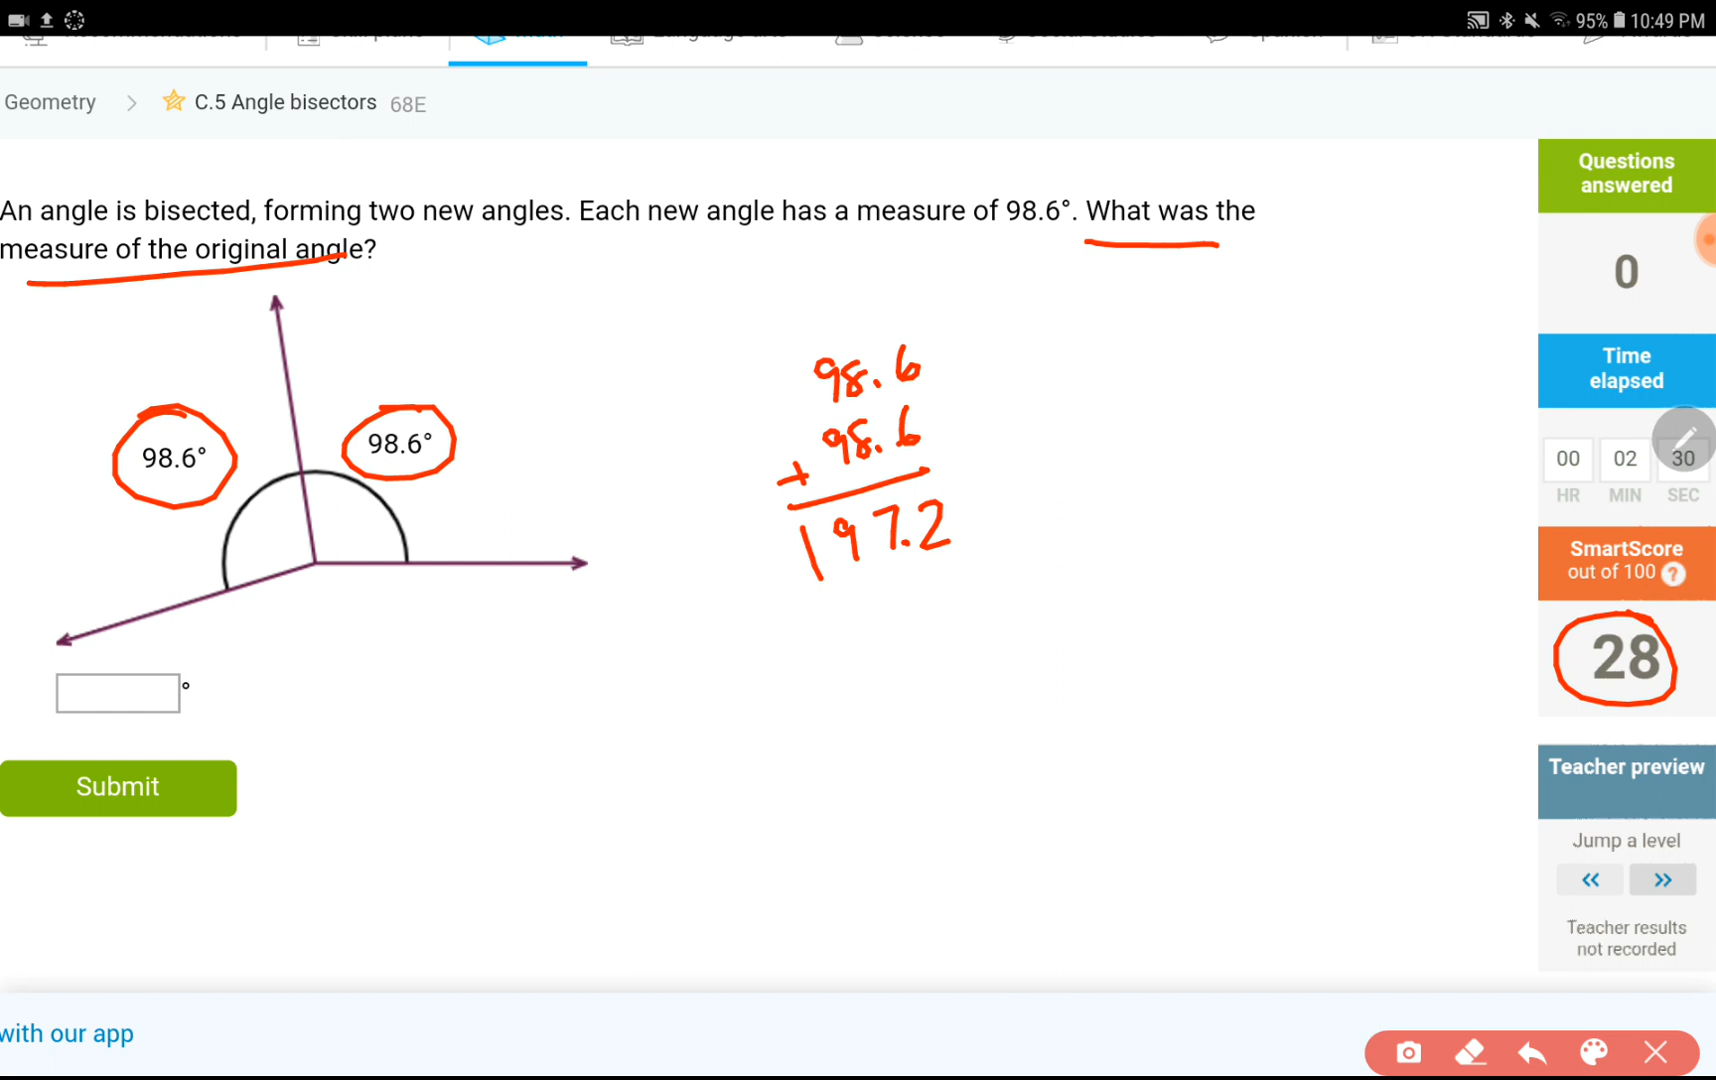 95% 10:49 PM
Geometry > C.5 Angle bisectors 68E
An angle is bisected, forming two new angles. Each new angle has a measure of 98.6°. What was the
measure of the original angle?
98.6°
98.6°
98.6
98.6
+
197.2
°
Submit
Questions
answered
0
Time
elapsed
00 02 30
HR MIN SEC
SmartScore
out of 100 ?
28
Teacher preview
Jump a level
<< >>
Teacher results
not recorded
with our app